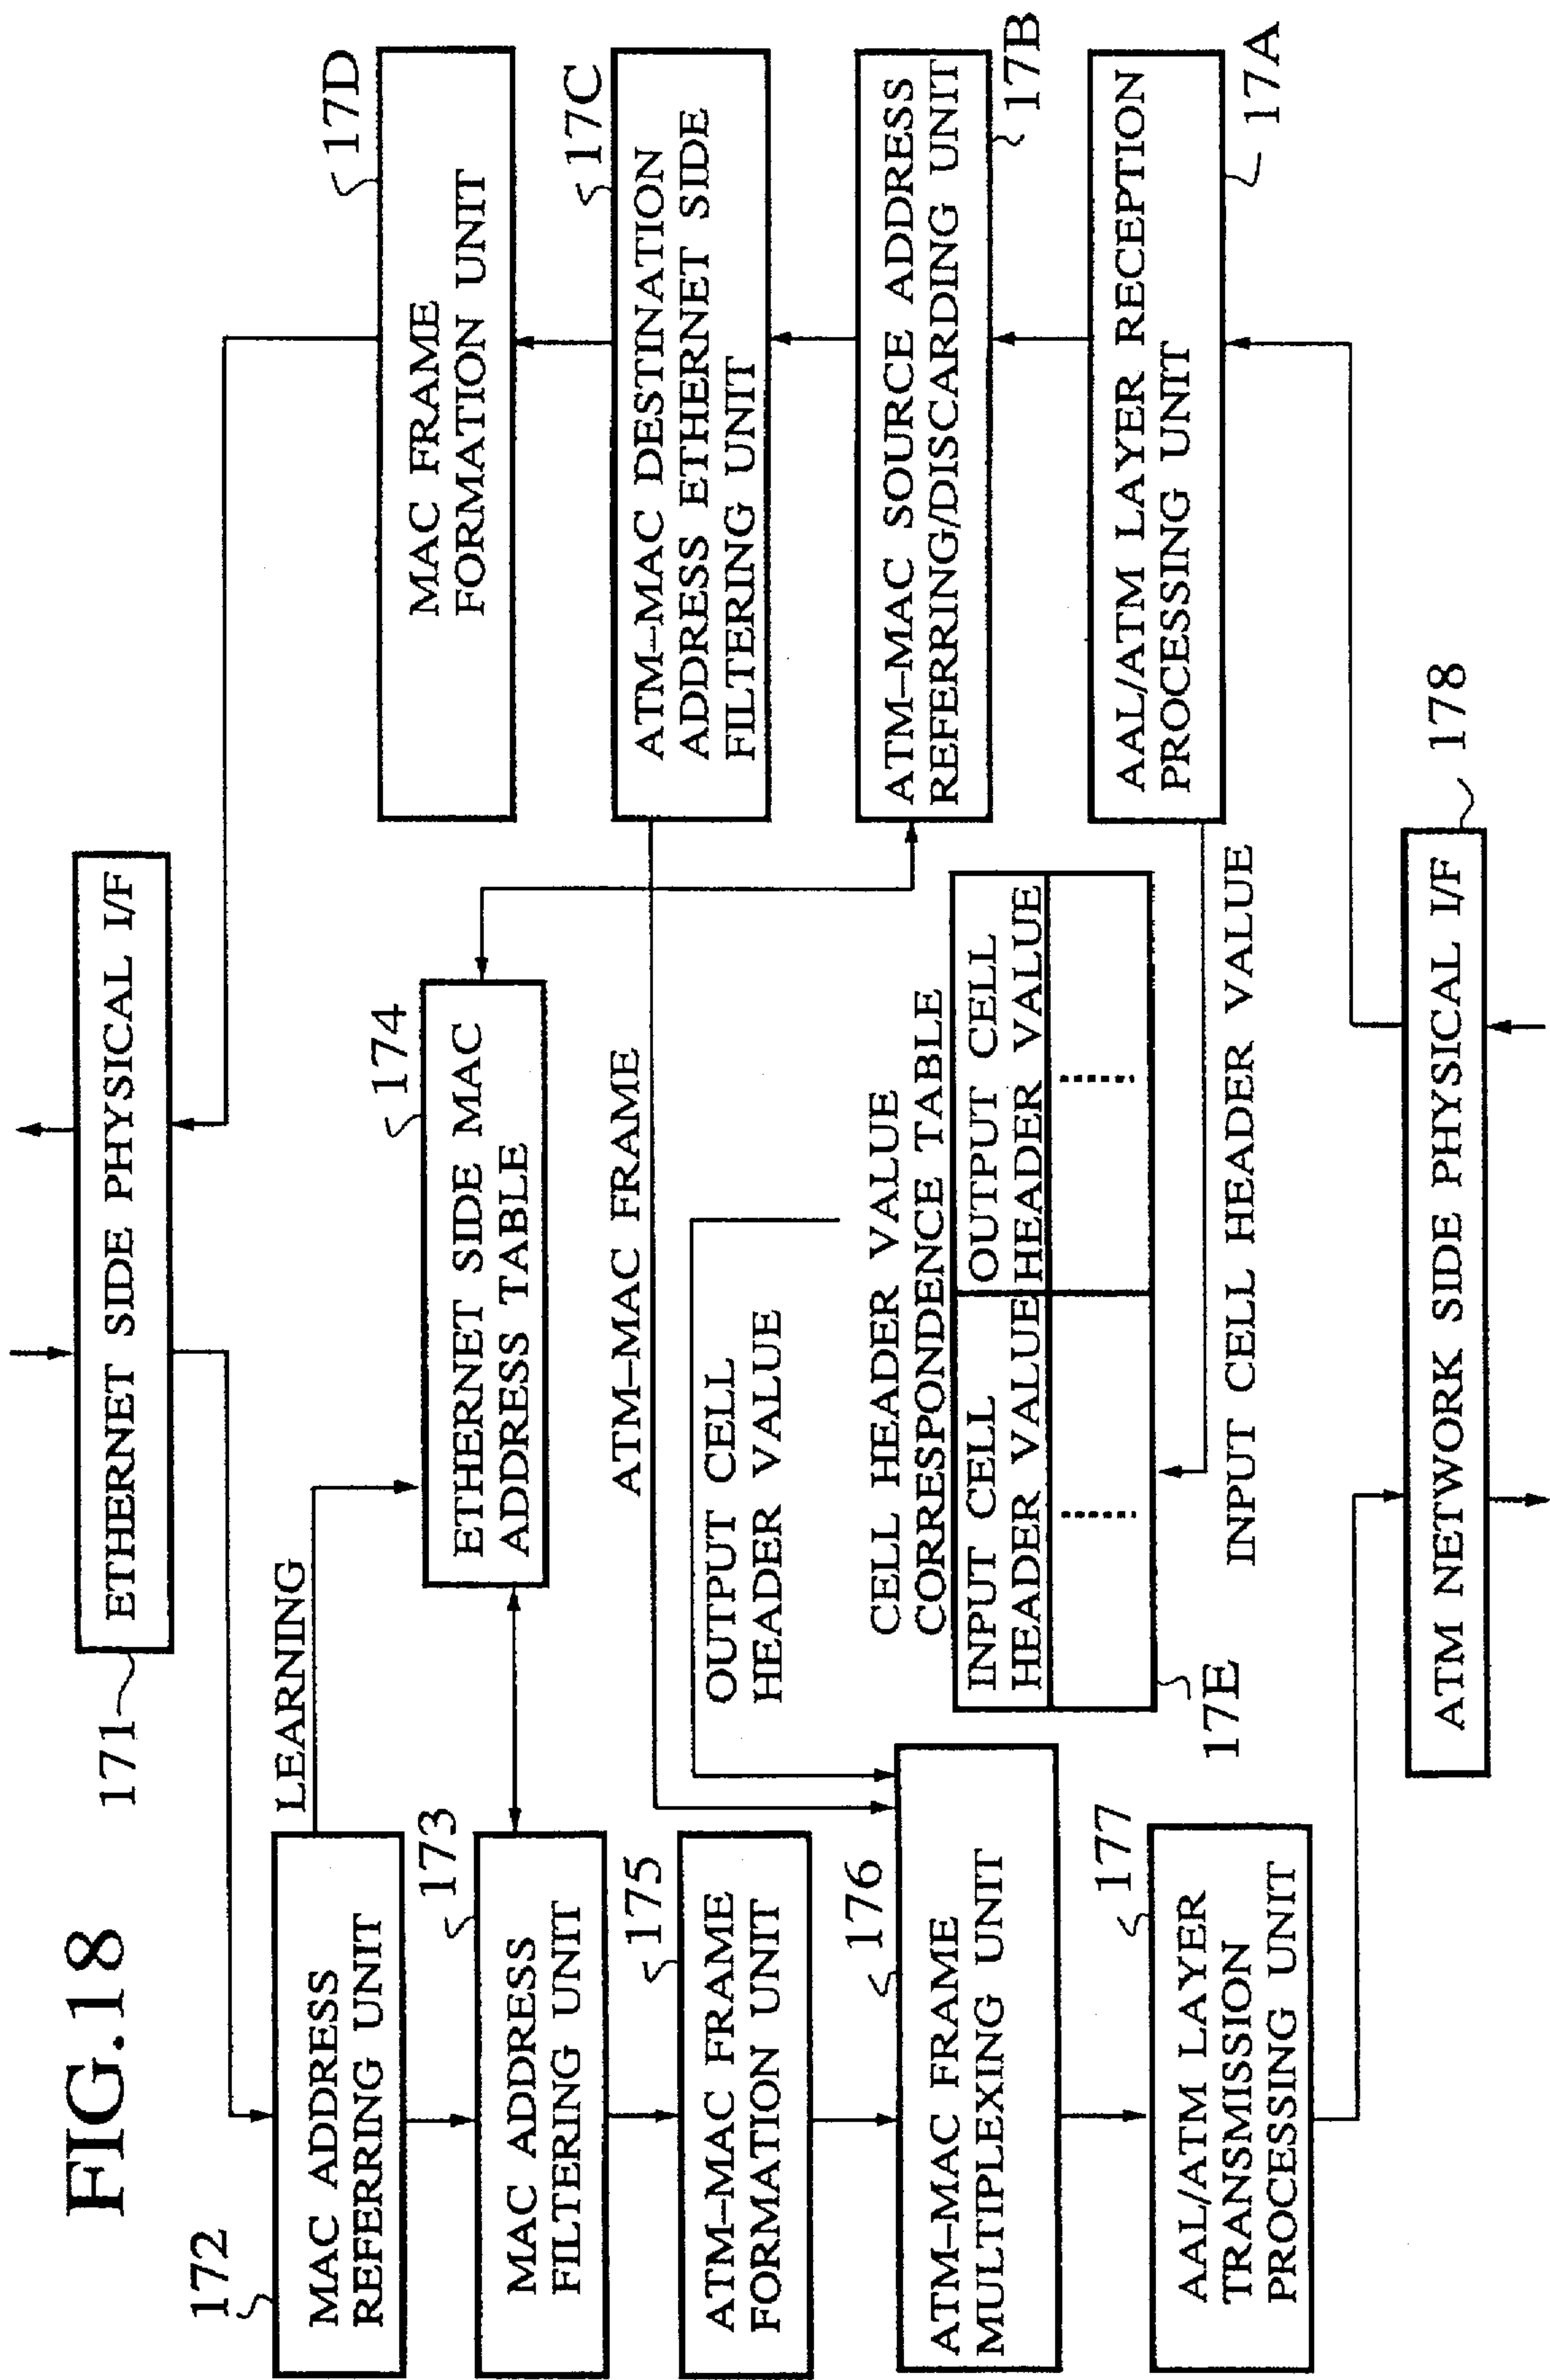 FIG.18
171
ETHERNET SIDE PHYSICAL I/F
172
MAC ADDRESS
REFERRING UNIT
LEARNING
173
MAC ADDRESS
FILTERING UNIT
174
ETHERNET SIDE MAC
ADDRESS TABLE
17D
MAC FRAME
FORMATION UNIT
175
ATM-MAC FRAME
FORMATION UNIT
ATM-MAC FRAME
17C
ATM-MAC DESTINATION
ADDRESS ETHERNET SIDE
FILTERING UNIT
OUTPUT CELL
HEADER VALUE
176
ATM-MAC FRAME
MULTIPLEXING UNIT
CELL HEADER VALUE
CORRESPONDENCE TABLE
INPUT CELL
HEADER VALUE
OUTPUT CELL
HEADER VALUE
17E
17B
ATM-MAC SOURCE ADDRESS
REFERRING/DISCARDING UNIT
177
AAL/ATM LAYER
TRANSMISSION
PROCESSING UNIT
INPUT CELL HEADER VALUE
17A
AAL/ATM LAYER RECEPTION
PROCESSING UNIT
178
ATM NETWORK SIDE PHYSICAL I/F